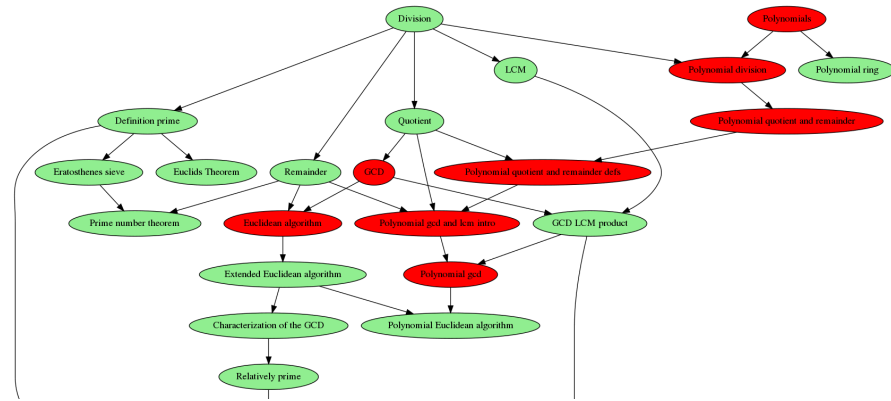 Division
Polynomials
LCM
Polynomial division
Polynomial ring
Definition prime
Quotient
Polynomial quotient and remainder
Eratosthenes sieve
Euclids Theorem
Remainder
GCD
Polynomial quotient and remainder defs
Prime number theorem
Euclidean algorithm
Polynomial gcd and lcm intro
GCD LCM product
Extended Euclidean algorithm
Polynomial gcd
Characterization of the GCD
Polynomial Euclidean algorithm
Relatively prime